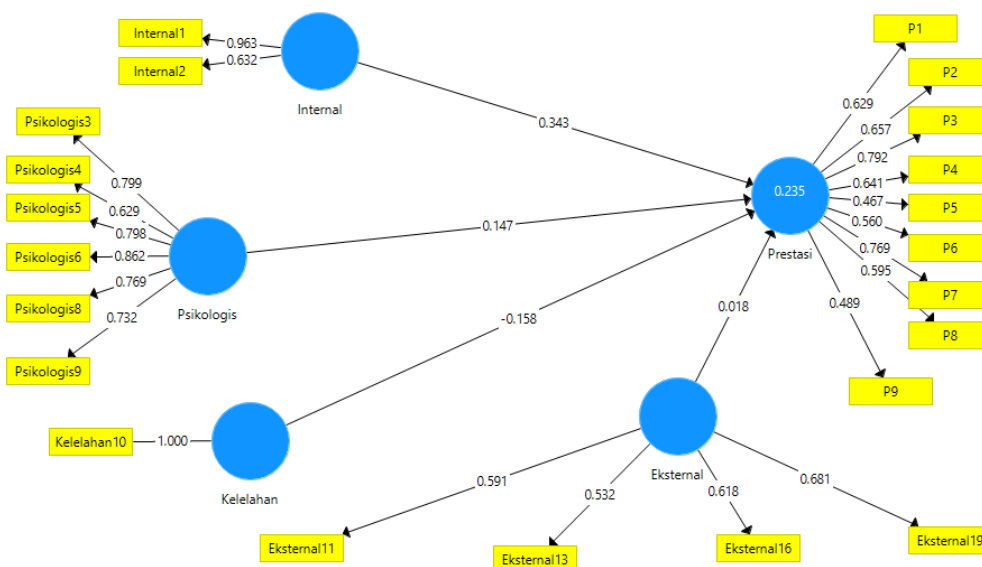 Internal1
0.963
Internal2
0.632
Internal
0.343
P1
P2
P3
P4
P5
P6
P7
P8
P9
0.629
0.657
0.792
0.641
0.467
0.560
0.769
0.595
0.489
0.235
Prestasi
Psikologis3
Psikologis4
Psikologis5
Psikologis6
Psikologis8
Psikologis9
0.799
0.629
0.798
0.862
0.769
0.732
Psikologis
0.147
-0.158
0.018
Kelelahan10
1.000
Kelelahan
Eksternal
0.591
0.532
0.618
0.681
Eksternal11
Eksternal13
Eksternal16
Eksternal19